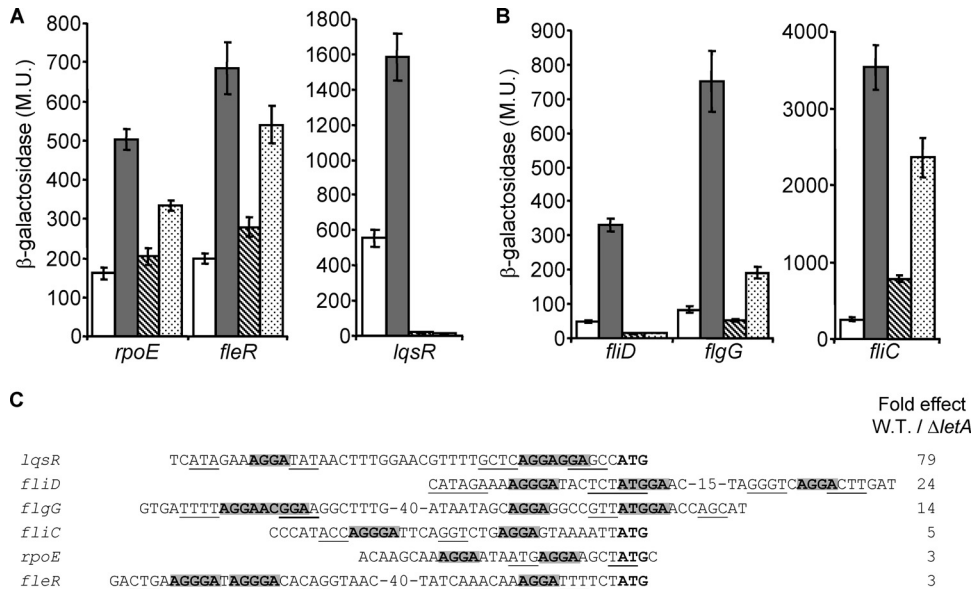 A
β-galactosidase (M.U.)
800
700
600
500
400
300
200
100
0
rpoE
fleR
1800
1600
1400
1200
1000
800
600
400
200
0
lqsR
B
β-galactosidase (M.U.)
900
800
700
600
500
400
300
200
100
0
fliD
flgG
4000
3000
2000
1000
0
fliC
C
Fold effect
W.T. / ΔletA
lqsR TCATAGAAAGGATATAACTTTGGAACGTTTTGCTCAGGAGGAGCCATG 79
fliD CATAGAAAAGGGATACTCTATGGAAC-15-TAGGGTCAGGACTTGAT 24
flgG GTGATTTTAGGAACGGAAGGCTTTG-40-ATAATAGCAGGAGGCCGTTATGGAACCAGCAT 14
fliC CCCATACCAGGGATTCAGGTCTGAGGAGTAAAATTATG 5
rpoE ACAAGCAAAGGAATAATGAGGAAGCTATGC 3
fleR GACTGAAGGGATAGGGACACAGGTAAC-40-TATCAAACAAAGGATTTTCTATG 3